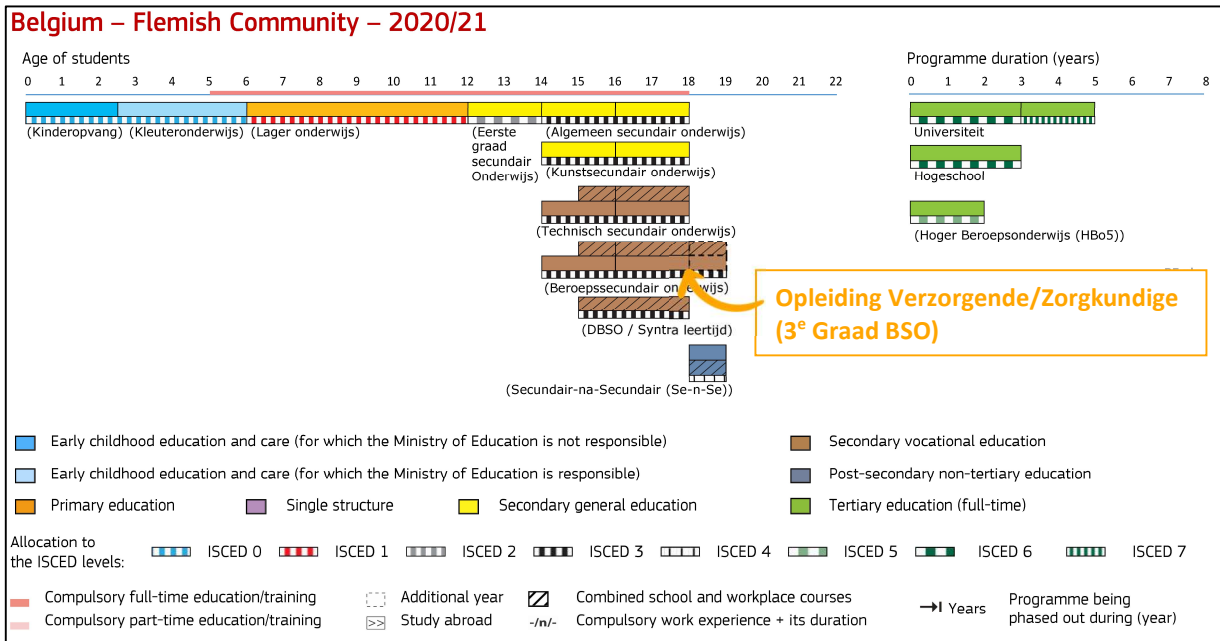 Belgium – Flemish Community – 2020/21
Age of students
Programme duration (years)
0 1 2 3 4 5 6 7 8 9 10 11 12 13 14 15 16 17 18 19 20 21 22
0 1 2 3 4 5 6 7 8
(Kinderopvang) (Kleuteronderwijs) (Lager onderwijs)
(Eerste
graad
secundair
Onderwijs)
(Algemeen secundair onderwijs)
(Kunstsecundair onderwijs)
(Technisch secundair onderwijs)
(Beroepssecundair onderwijs)
(DBSO / Syntra leertijd)
(Secundair-na-Secundair (Se-n-Se))
Universiteit
Hogeschool
(Hoger Beroepsonderwijs (HBo5))
Opleiding Verzorgende/Zorgkundige
(3e Graad BSO)
Early childhood education and care (for which the Ministry of Education is not responsible)
Secondary vocational education
Early childhood education and care (for which the Ministry of Education is responsible)
Post-secondary non-tertiary education
Primary education
Single structure
Secondary general education
Tertiary education (full-time)
Allocation to
the ISCED levels:
ISCED 0 ISCED 1 ISCED 2 ISCED 3 ISCED 4 ISCED 5 ISCED 6 ISCED 7
Compulsory full-time education/training
Additional year
Combined school and workplace courses
Compulsory part-time education/training
>> Study abroad
-/n/- Compulsory work experience + its duration
Years
Programme being
phased out during (year)